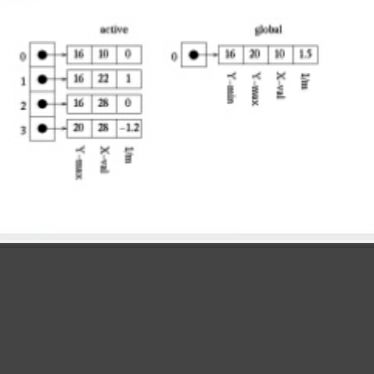 active
0 16 10 0
1 16 22 1
2 16 28 0
3 20 28 -1.2
Y-max X-val 1/m
global
0 16 20 10 1.5
Y-min Y-max X-val 1/m